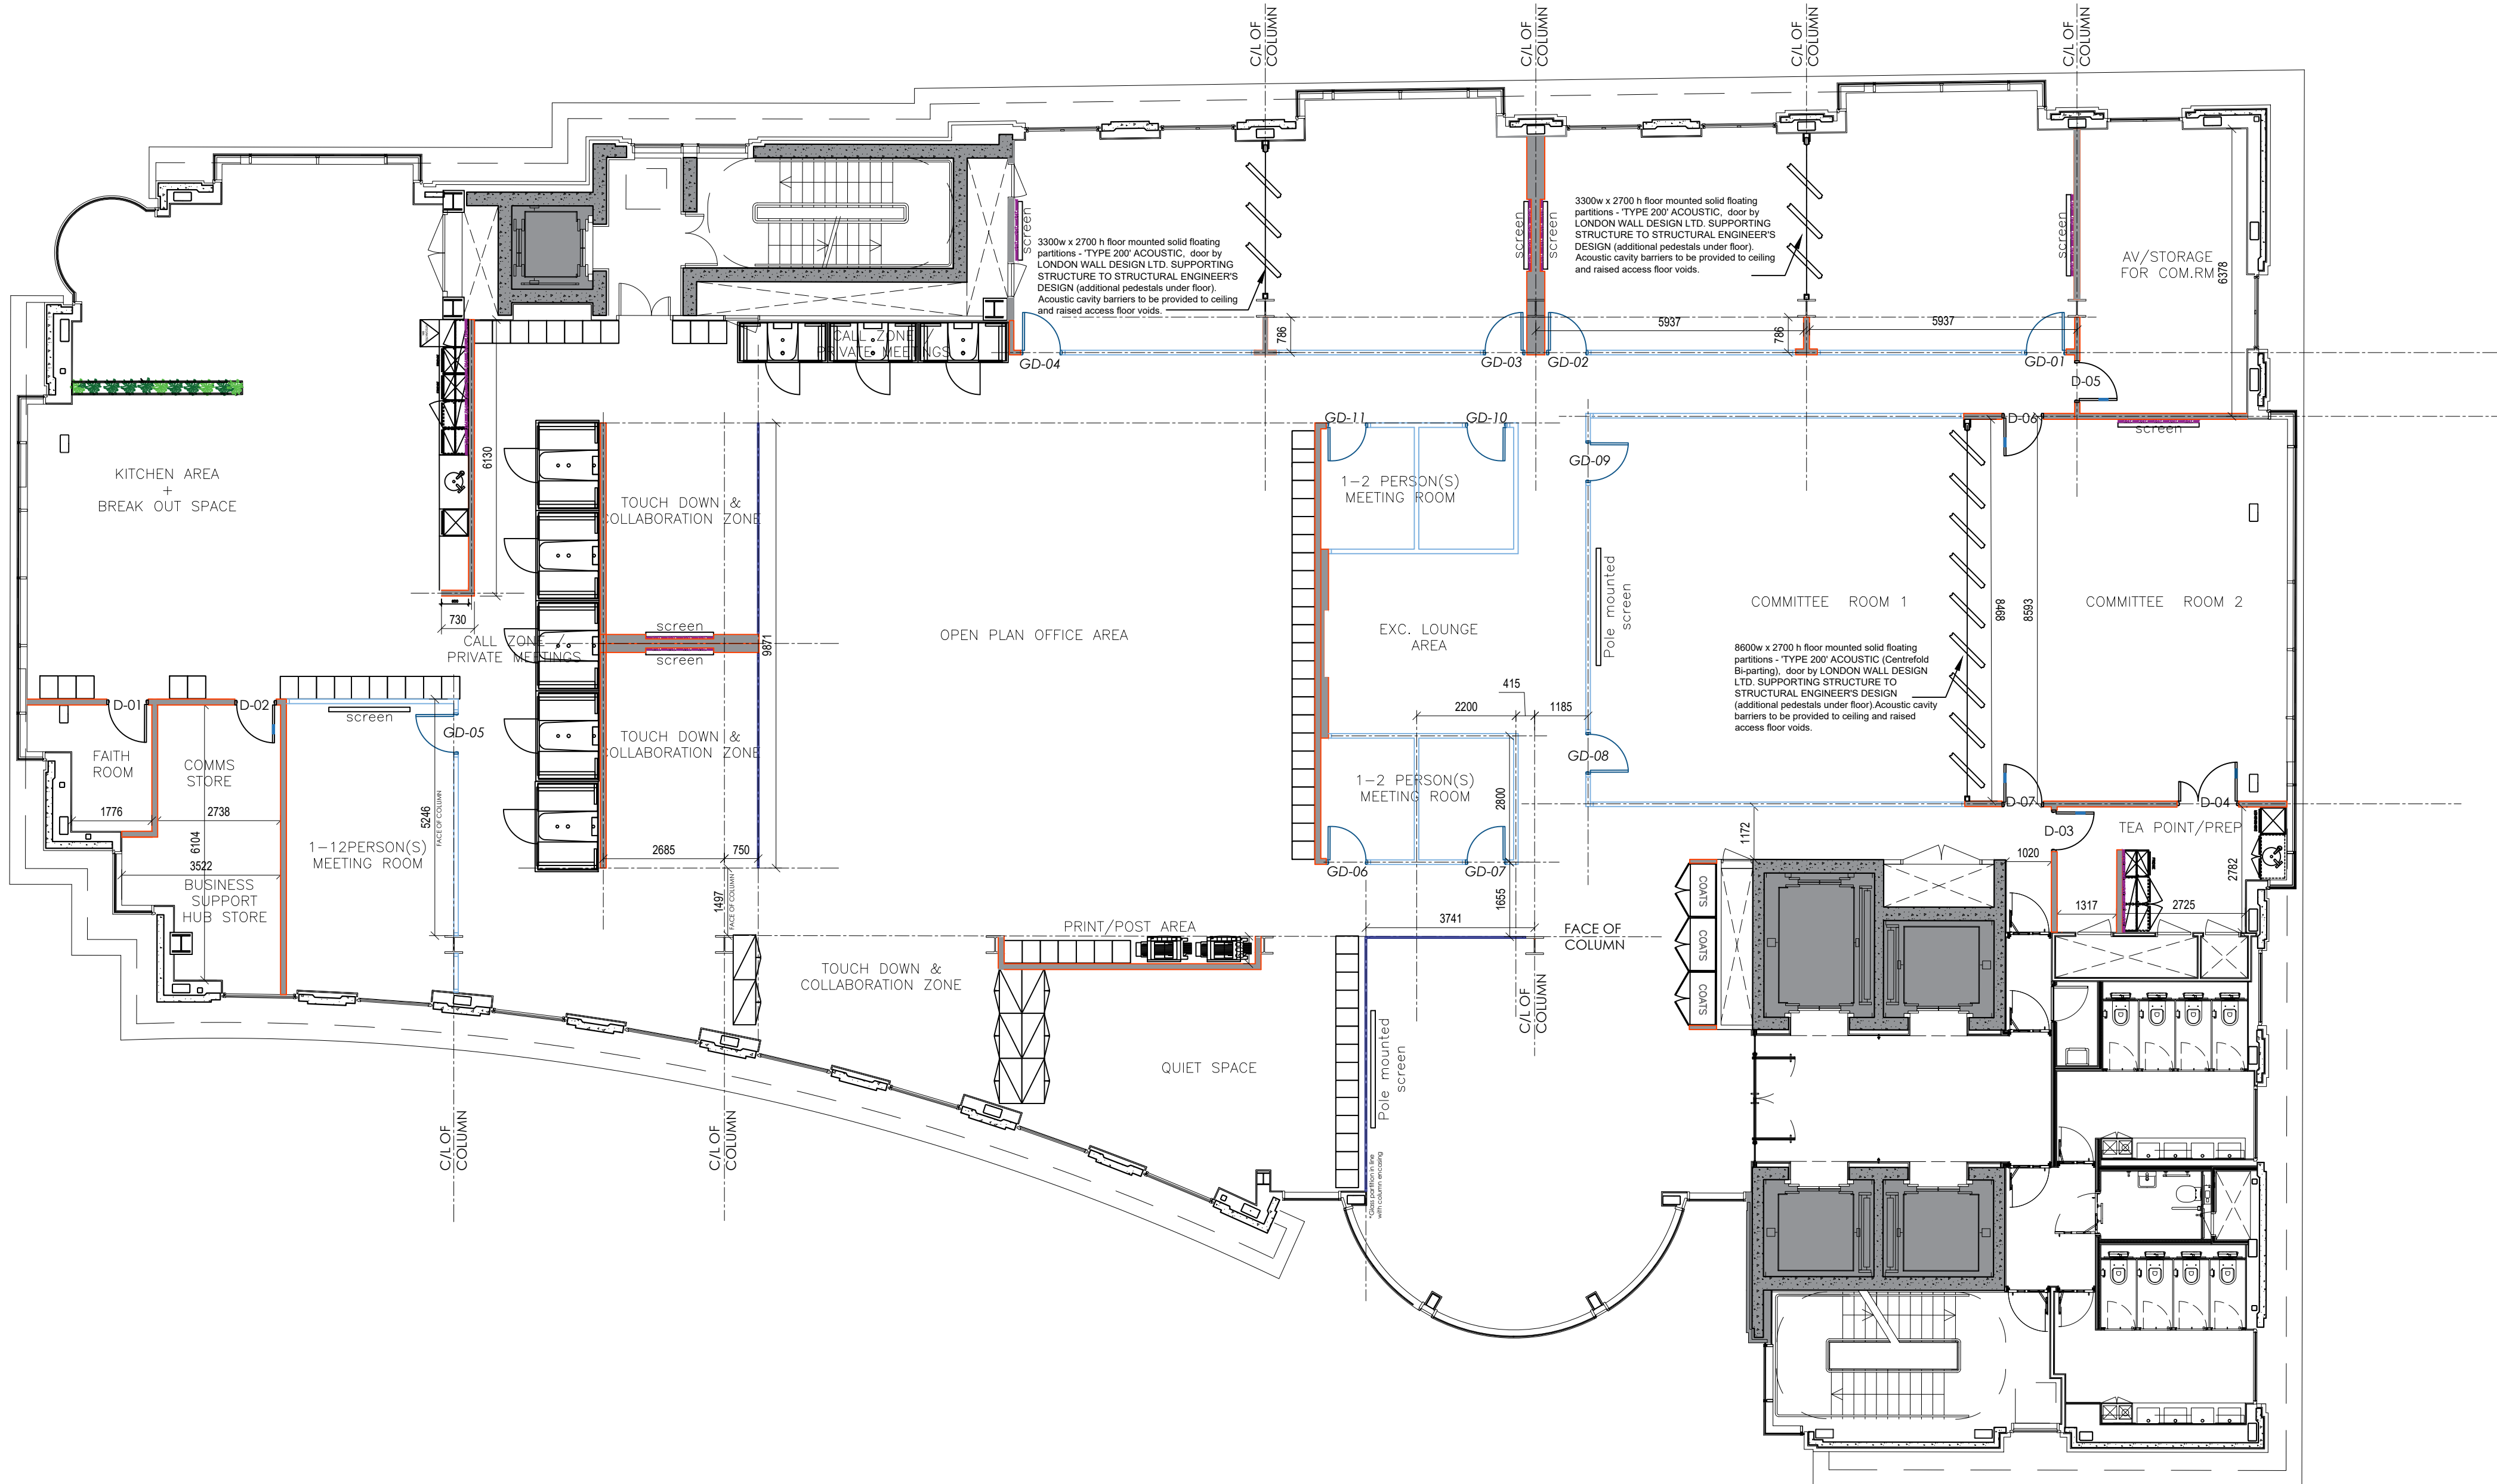 C/L OF
COLUMN
C/L OF
COLUMN
C/L OF
COLUMN
C/L OF
COLUMN
screen
3300w x 2700 h floor mounted solid floating
partitions - 'TYPE 200' ACOUSTIC, door by
LONDON WALL DESIGN LTD. SUPPORTING
STRUCTURE TO STRUCTURAL ENGINEER'S
DESIGN (additional pedestals under floor).
Acoustic cavity barriers to be provided to ceiling
and raised access floor voids.
screen
screen
3300w x 2700 h floor mounted solid floating
partitions - 'TYPE 200' ACOUSTIC, door by
LONDON WALL DESIGN LTD. SUPPORTING
STRUCTURE TO STRUCTURAL ENGINEER'S
DESIGN (additional pedestals under floor).
Acoustic cavity barriers to be provided to ceiling
and raised access floor voids.
screen
AV/STORAGE
FOR COM.RM
6378
CALL ZONE /
PRIVATE MEETINGS
786
5937
786
5937
GD-04
GD-03
GD-02
GD-01
D-05
GD-11
GD-10
D-06
screen
GD-09
KITCHEN AREA
+
BREAK OUT SPACE
6130
TOUCH DOWN &
COLLABORATION ZONE
1-2 PERSON(S)
MEETING ROOM
730
CALL ZONE /
PRIVATE MEETINGS
screen
screen
9871
OPEN PLAN OFFICE AREA
EXC. LOUNGE
AREA
Pole mounted
screen
COMMITTEE ROOM 1
8468
8593
COMMITTEE ROOM 2
8600w x 2700 h floor mounted solid floating
partitions - 'TYPE 200' ACOUSTIC (Centrefold
Bi-parting), door by LONDON WALL DESIGN
LTD. SUPPORTING STRUCTURE TO
STRUCTURAL ENGINEER'S DESIGN
(additional pedestals under floor).Acoustic cavity
barriers to be provided to ceiling and raised
access floor voids.
415
2200
1185
D-01
D-02
screen
GD-05
FAITH
ROOM
COMMS
STORE
TOUCH DOWN &
COLLABORATION ZONE
GD-08
1-2 PERSON(S)
MEETING ROOM
2800
1776
2738
5246
FACE OF COLUMN
6104
3522
1-12PERSON(S)
MEETING ROOM
BUSINESS
SUPPORT
HUB STORE
2685
750
1497
FACE OF COLUMN
GD-06
GD-07
1655
D-07
D-04
D-03
TEA POINT/PREP
1172
1020
2782
1317
2725
COATS
COATS
COATS
PRINT/POST AREA
3741
FACE OF
COLUMN
TOUCH DOWN &
COLLABORATION ZONE
QUIET SPACE
Pole mounted
screen
C/L OF
COLUMN
C/L OF
COLUMN
C/L OF
COLUMN
*Glass partition in line
with column encasing